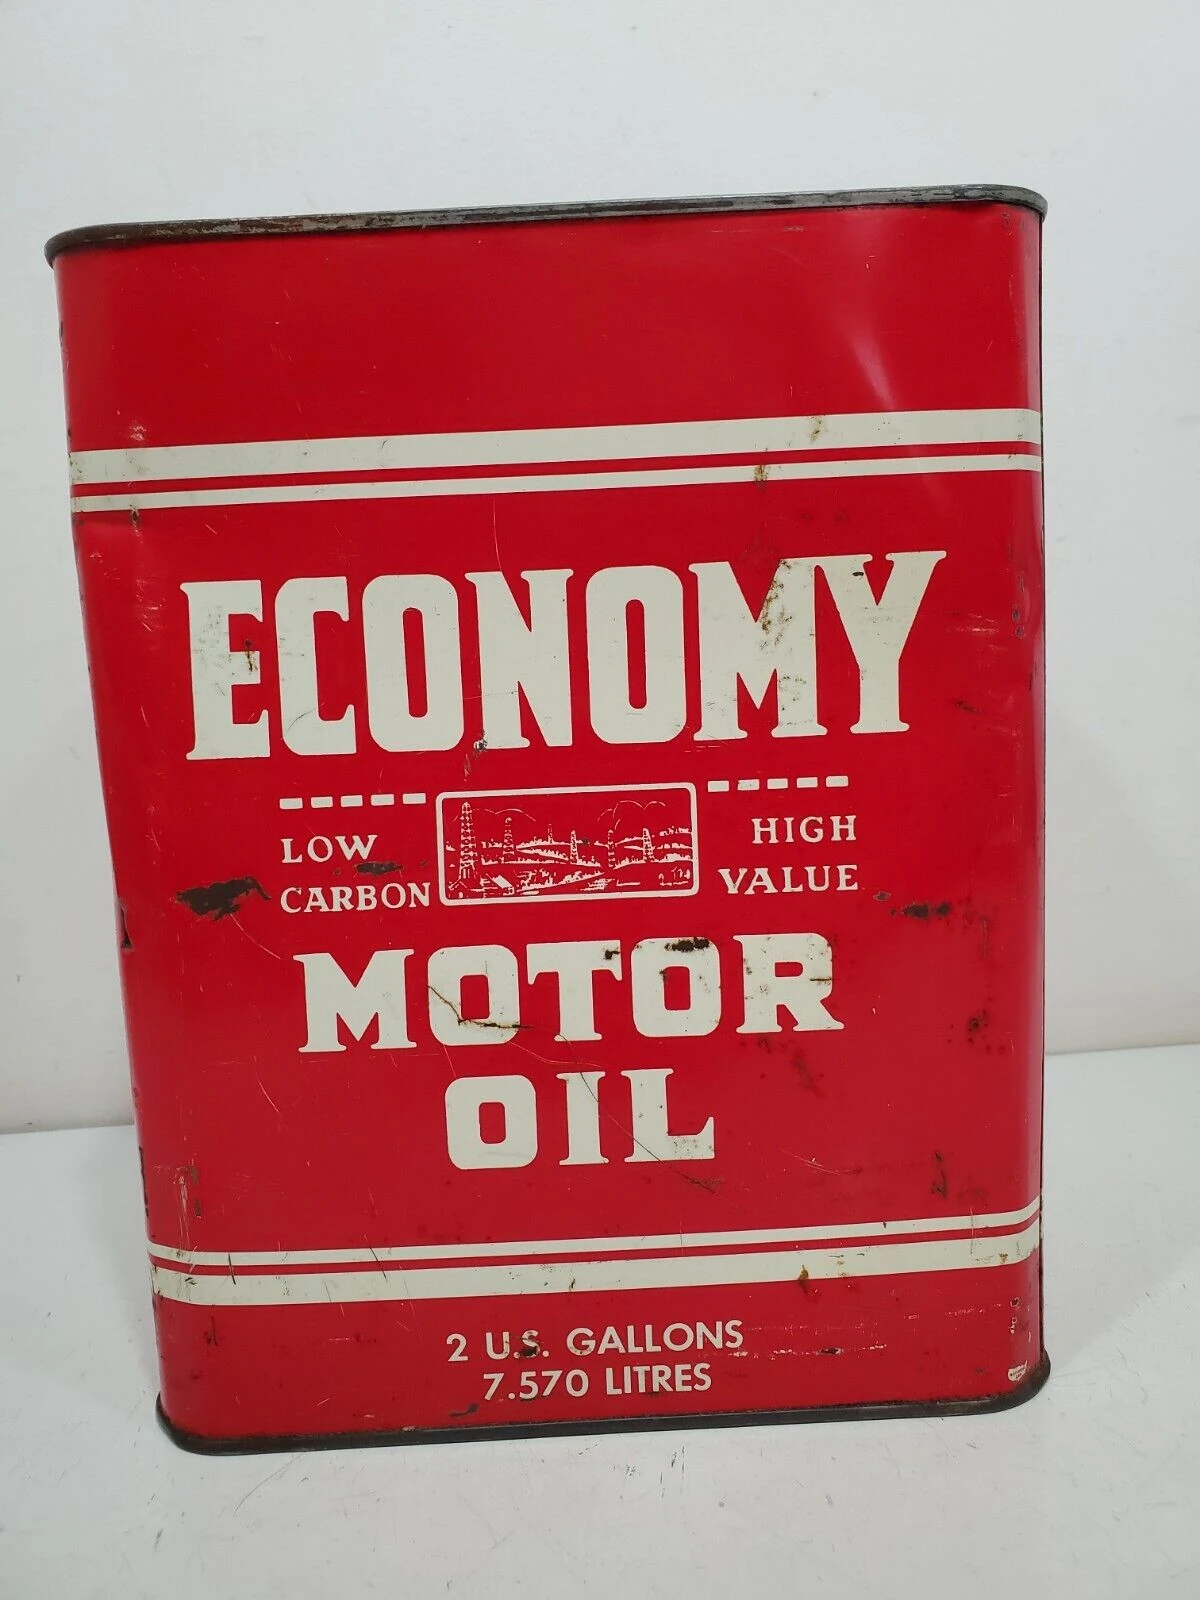 ECONOMY
LOW HIGH
CARBON VALUE
MOTOR
OIL
2 U.S. GALLONS
7.570 LITRES